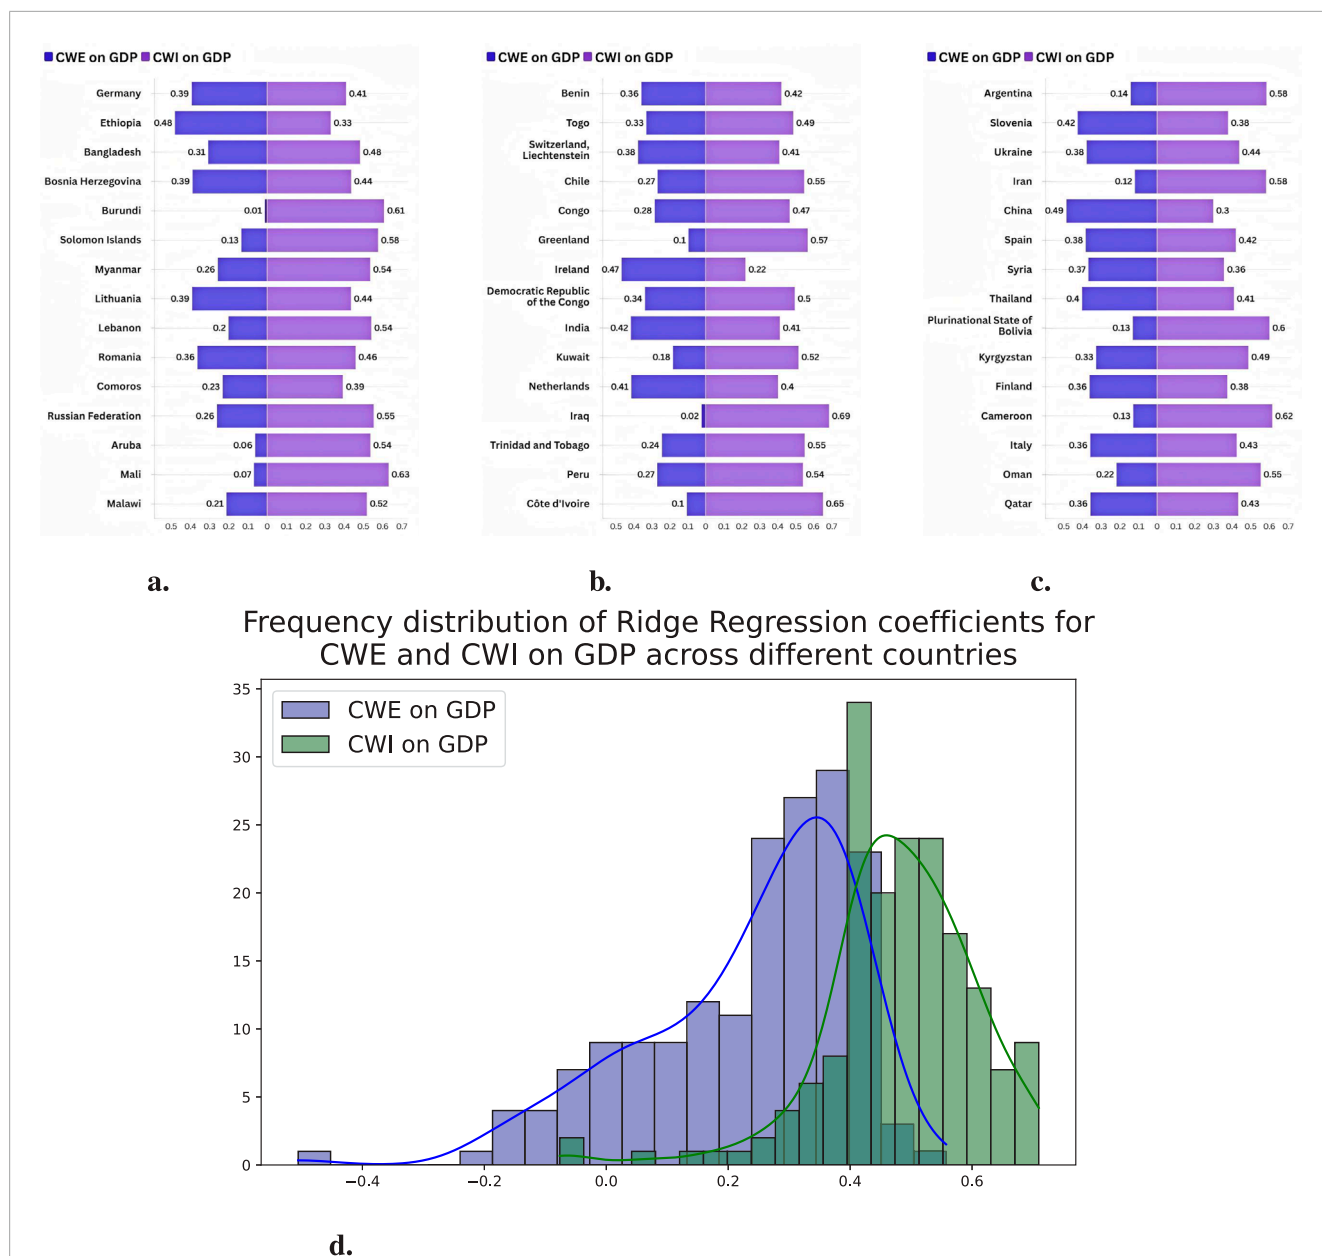 CWE on GDP CWI on GDP
Germany 0.39 0.41
Ethiopia 0.48 0.33
Bangladesh 0.31 0.48
Bosnia Herzegovina 0.39 0.44
Burundi 0.01 0.61
Solomon Islands 0.13 0.58
Myanmar 0.26 0.54
Lithuania 0.39 0.44
Lebanon 0.2 0.54
Romania 0.36 0.46
Comoros 0.23 0.39
Russian Federation 0.26 0.55
Aruba 0.06 0.54
Mali 0.07 0.63
Malawi 0.21 0.52
0.5 0.4 0.3 0.2 0.1 0 0.1 0.2 0.3 0.4 0.5 0.6 0.7
a.
CWE on GDP CWI on GDP
Benin 0.36 0.42
Togo 0.33 0.49
Switzerland,
Liechtenstein 0.38 0.41
Chile 0.27 0.55
Congo 0.28 0.47
Greenland 0.1 0.57
Ireland 0.47 0.22
Democratic Republic
of the Congo 0.34 0.5
India 0.42 0.41
Kuwait 0.18 0.52
Netherlands 0.41 0.4
Iraq 0.02 0.69
Trinidad and Tobago 0.24 0.55
Peru 0.27 0.54
Côte d'Ivoire 0.1 0.65
0.5 0.4 0.3 0.2 0.1 0 0.1 0.2 0.3 0.4 0.5 0.6 0.7
b.
CWE on GDP CWI on GDP
Argentina 0.14 0.58
Slovenia 0.42 0.38
Ukraine 0.38 0.44
Iran 0.12 0.58
China 0.49 0.3
Spain 0.38 0.42
Syria 0.37 0.36
Thailand 0.4 0.41
Plurinational State of
Bolivia 0.13 0.6
Kyrgyzstan 0.33 0.49
Finland 0.36 0.38
Cameroon 0.13 0.62
Italy 0.36 0.43
Oman 0.22 0.55
Qatar 0.36 0.43
0.5 0.4 0.3 0.2 0.1 0 0.1 0.2 0.3 0.4 0.5 0.6 0.7
c.
Frequency distribution of Ridge Regression coefficients for
CWE and CWI on GDP across different countries
CWE on GDP
CWI on GDP
35
30
25
20
15
10
5
0
−0.4 −0.2 0.0 0.2 0.4 0.6
d.